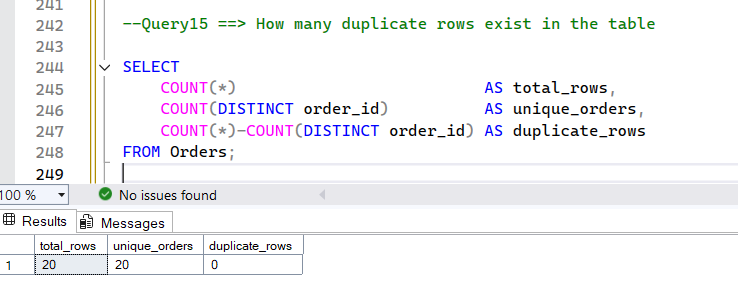 241
242 --Query15 ==> How many duplicate rows exist in the table
243
244 SELECT
245 COUNT(*) AS total_rows,
246 COUNT(DISTINCT order_id) AS unique_orders,
247 COUNT(*)-COUNT(DISTINCT order_id) AS duplicate_rows
248 FROM Orders;
249
100 % No issues found
Results Messages
total_rows unique_orders duplicate_rows
1 20 20 0